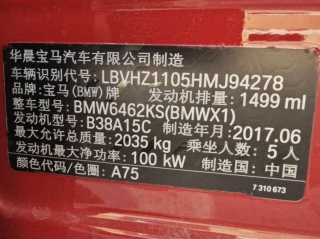 华晨宝马汽车有限公司制造
车辆识别代号: LBVHZ1105HMJ94278
品牌: 宝马(BMW)牌 发动机排量: 1499 ml
整车型号: BMW6462KS(BMWX1)
发动机型号: B38A15C 制造年月: 2017.06
最大允许总质量: 2035 kg 乘坐人数: 5人
发动机最大净功率: 100 kW 制造国: 中国
颜色代码/色圈: A75
7 310 673